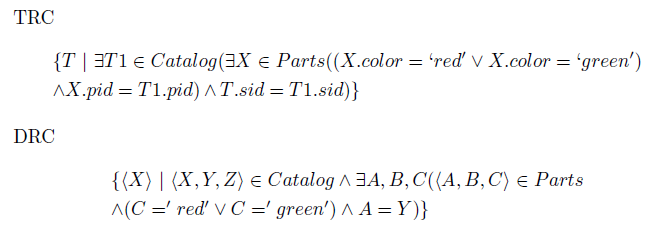 TRC
{T | ∃T1 ∈ Catalog(∃X ∈ Parts((X.color = ‘red′ ∨ X.color = ‘green′)
∧X.pid = T1.pid) ∧ T.sid = T1.sid)}
DRC
{⟨X⟩ | ⟨X, Y, Z⟩ ∈ Catalog ∧ ∃A, B, C(⟨A, B, C⟩ ∈ Parts
∧(C =′ red′ ∨ C =′ green′) ∧ A = Y)}